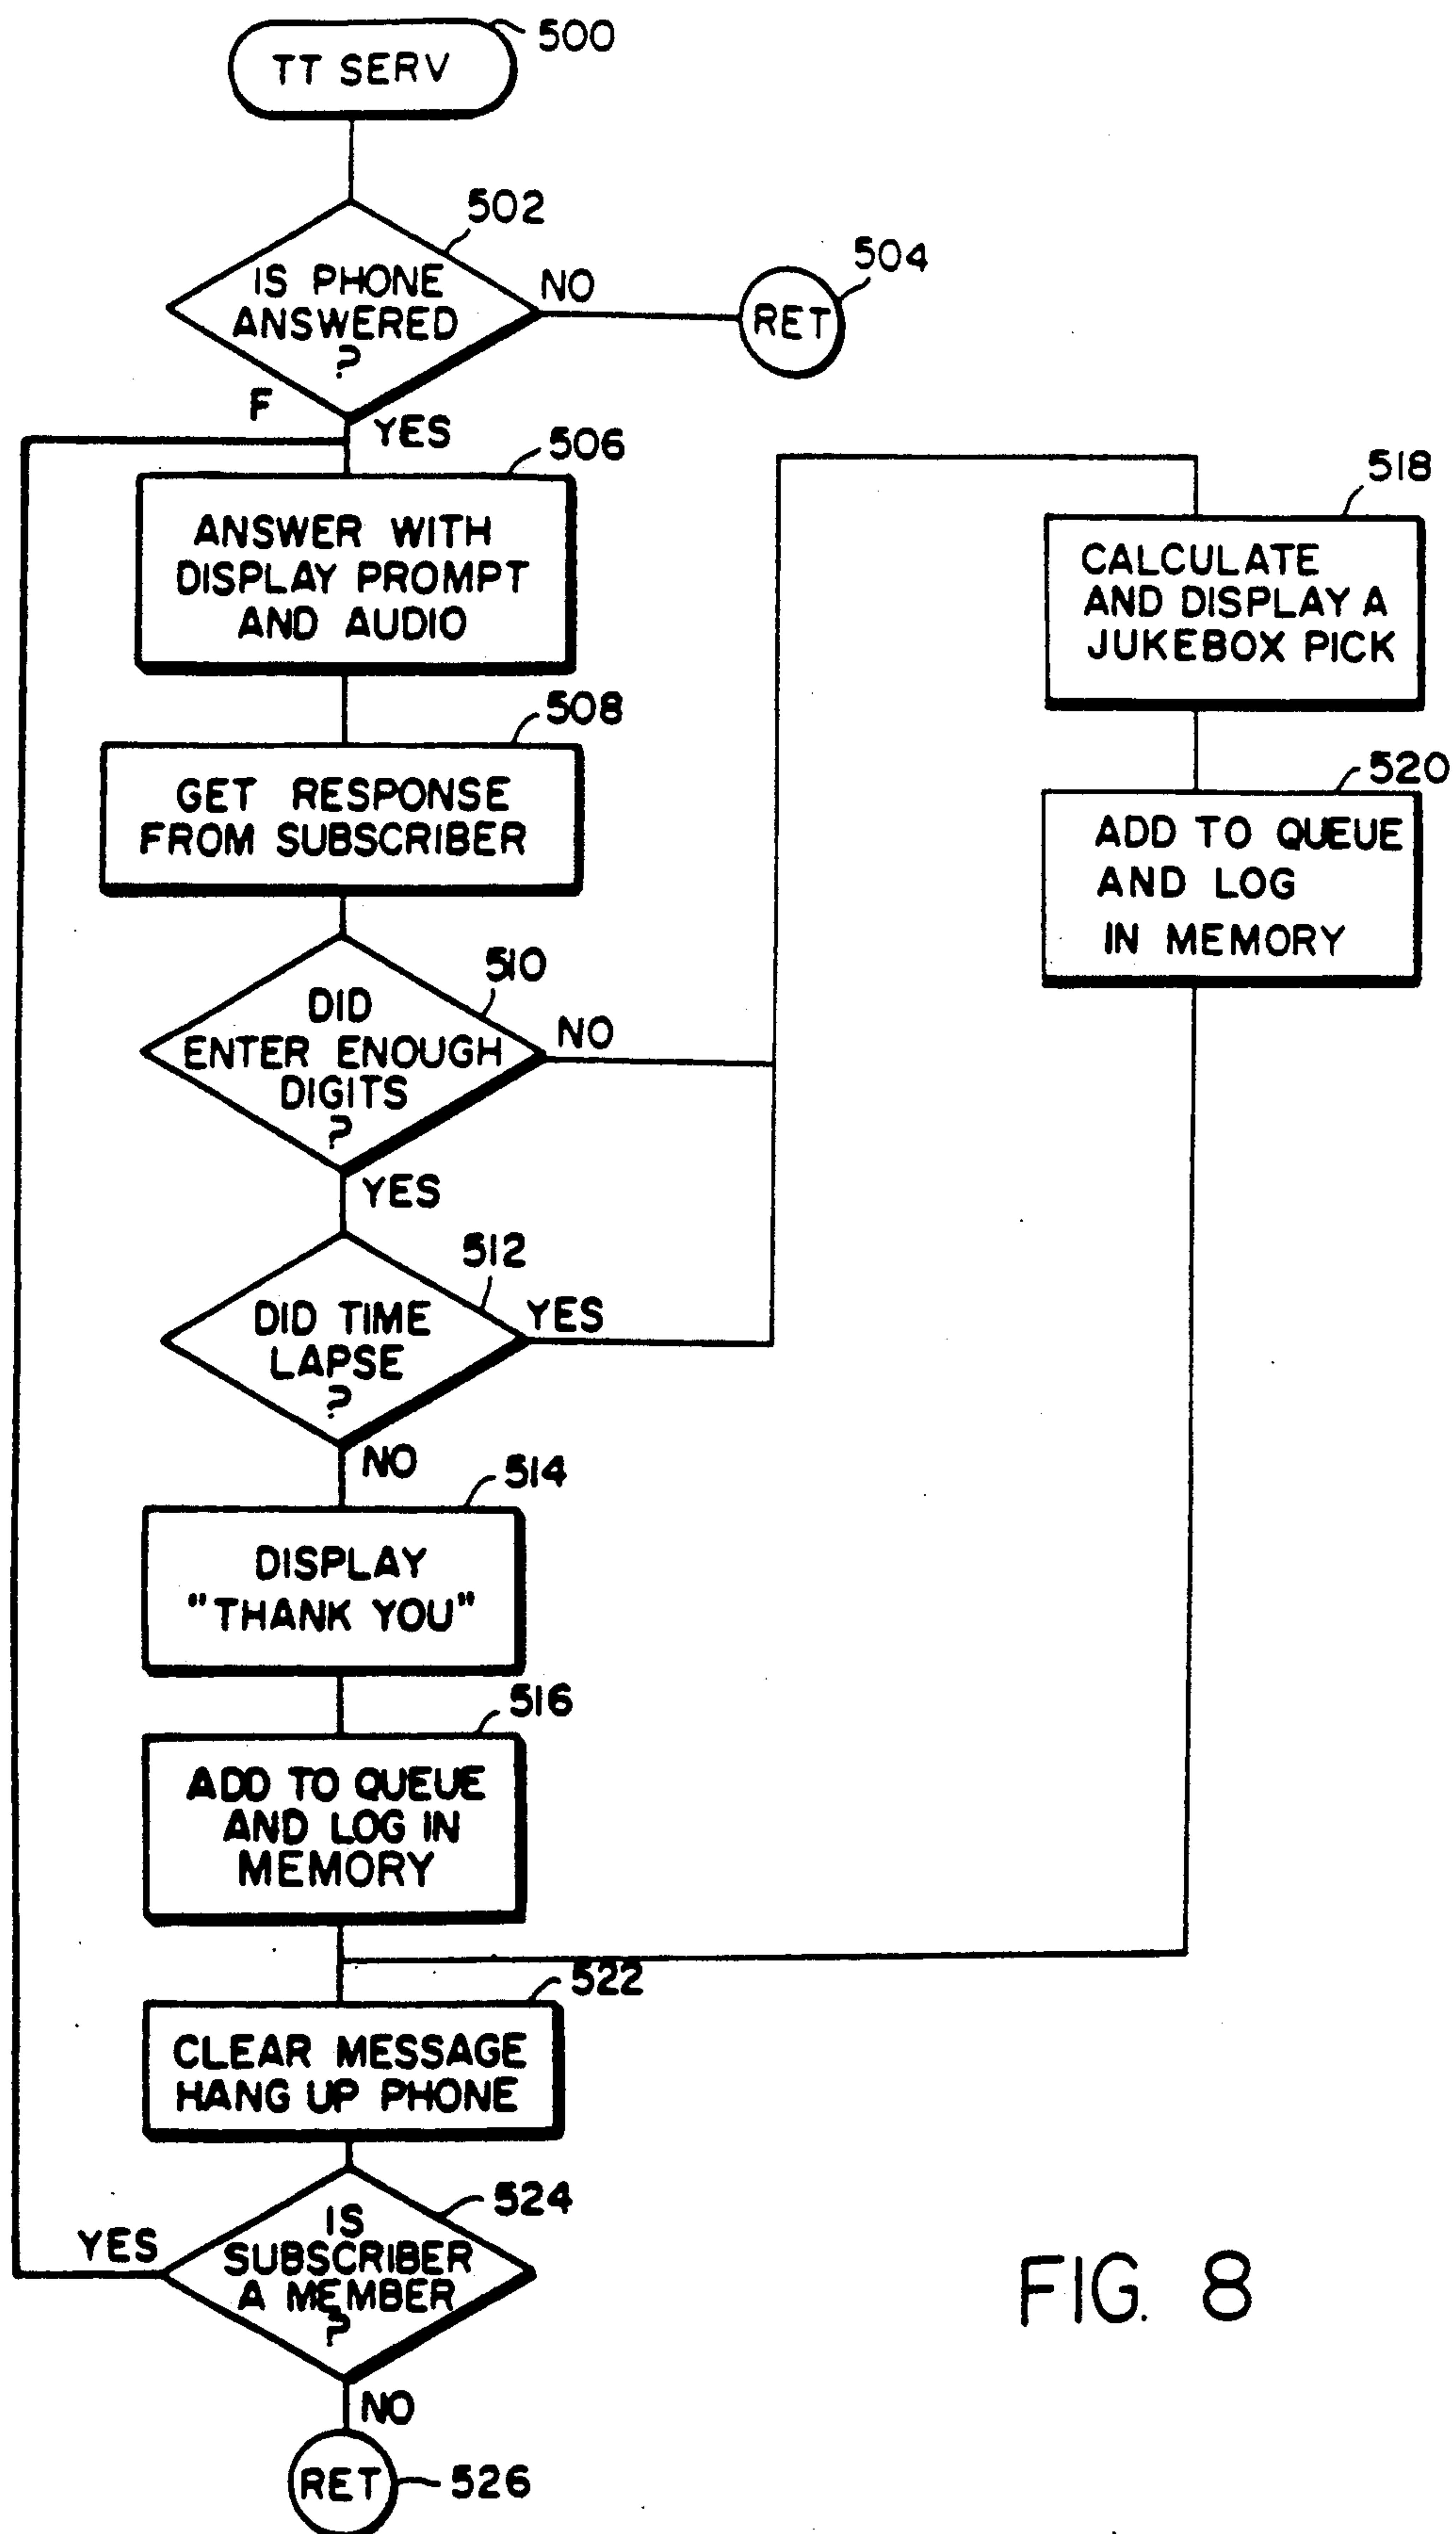 TT SERV
500
502
IS PHONE
ANSWERED
?
NO
504
RET
F
YES
506
ANSWER WITH
DISPLAY PROMPT
AND AUDIO
508
GET RESPONSE
FROM SUBSCRIBER
510
DID
ENTER ENOUGH
DIGITS
?
NO
YES
512
DID TIME
LAPSE
?
YES
NO
514
DISPLAY
"THANK YOU"
516
ADD TO QUEUE
AND LOG IN
MEMORY
518
CALCULATE
AND DISPLAY A
JUKEBOX PICK
520
ADD TO QUEUE
AND LOG
IN MEMORY
522
CLEAR MESSAGE
HANG UP PHONE
524
IS
SUBSCRIBER
A MEMBER
?
YES
NO
RET
526
FIG. 8